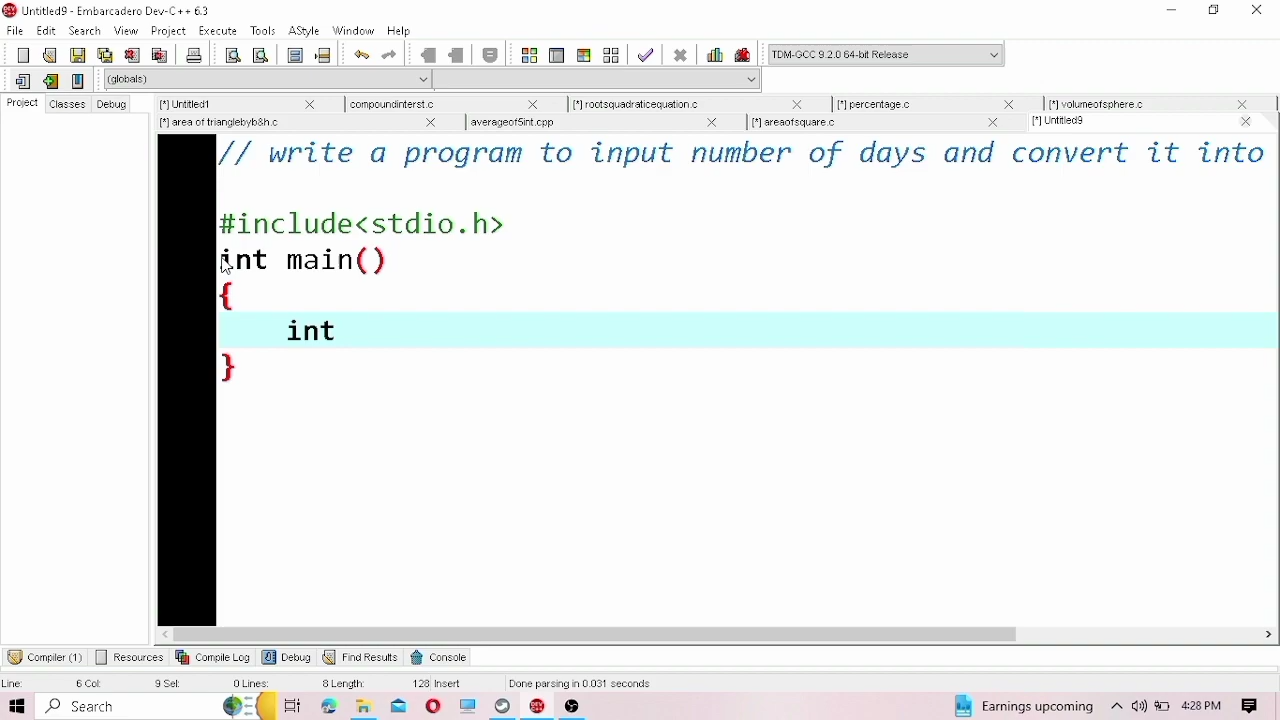 Untitled9 - Embarcadero Dev-C++ 6.3
File Edit Search View Project Execute Tools AStyle Window Help
TDM-GCC 9.2.0 64-bit Release
(globals)
Project Classes Debug
[*] Untitled1 compoundinterst.c [*] rootsquadraticequation.c [*] percentage.c [*] volumeofsphere.c
[*] area of trianglebyb&h.c averageof5int.cpp [*] areaofsquare.c [*] Untitled9
// write a program to input number of days and convert it into
#include<stdio.h>
int main()
{
int
}
Compiler (1) Resources Compile Log Debug Find Results Console
Line: 6 Col: 9 Sel: 0 Lines: 8 Length: 128 Insert Done parsing in 0.031 seconds
Search Earnings upcoming 4:28 PM